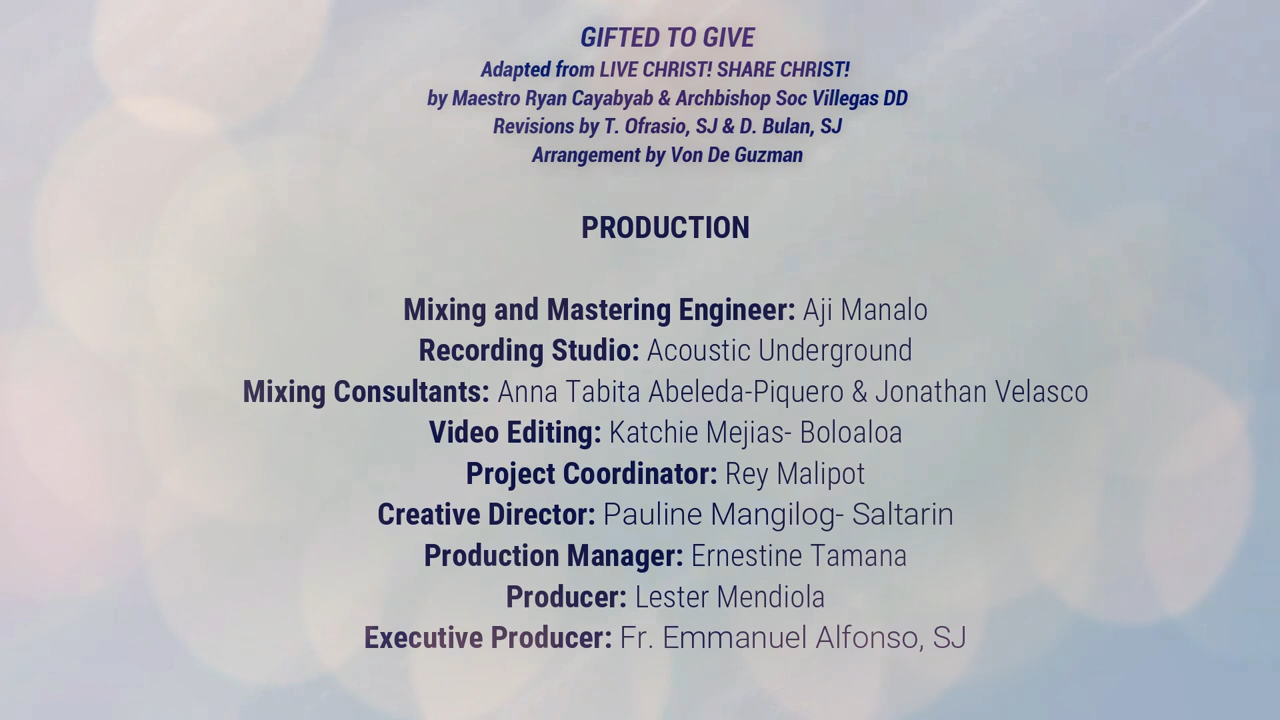 GIFTED TO GIVE
Adapted from LIVE CHRIST! SHARE CHRIST!
by Maestro Ryan Cayabyab & Archbishop Soc Villegas DD
Revisions by T. Ofrasio, SJ & D. Bulan, SJ
Arrangement by Von De Guzman
PRODUCTION
Mixing and Mastering Engineer: Aji Manalo
Recording Studio: Acoustic Underground
Mixing Consultants: Anna Tabita Abeleda-Piquero & Jonathan Velasco
Video Editing: Katchie Mejias- Boloaloa
Project Coordinator: Rey Malipot
Creative Director: Pauline Mangilog- Saltarin
Production Manager: Ernestine Tamana
Producer: Lester Mendiola
Executive Producer: Fr. Emmanuel Alfonso, SJ